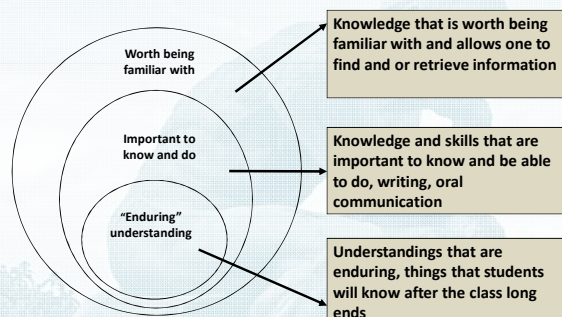 Worth being
familiar with
Important to
know and do
“Enduring”
understanding
Knowledge that is worth being
familiar with and allows one to
find and or retrieve information
Knowledge and skills that are
important to know and be able
to do, writing, oral
communication
Understandings that are
enduring, things that students
will know after the class long
ends